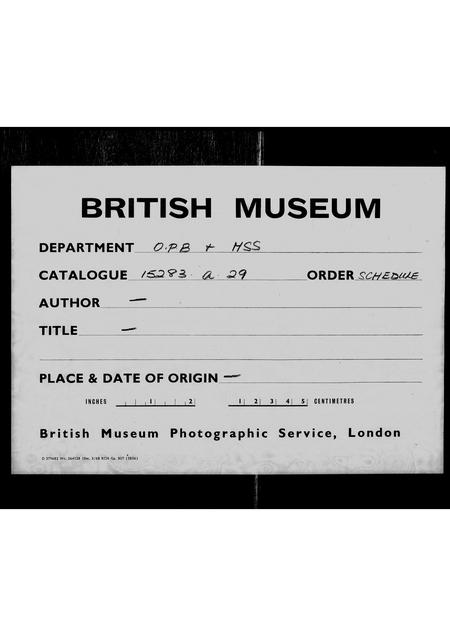 BRITISH MUSEUM
DEPARTMENT O.P.B + MSS
CATALOGUE 15283. a. 29 ORDER SCHEDULE
AUTHOR —
TITLE —
PLACE & DATE OF ORIGIN —
INCHES 1 2 1 2 3 4 5 CENTIMETRES
British Museum Photographic Service, London